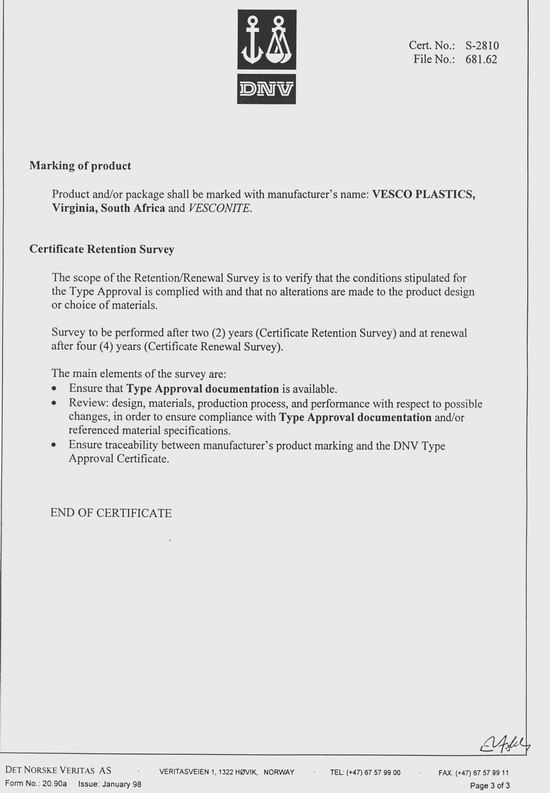 DNV
Cert. No.: S-2810
File No.: 681.62
Marking of product
Product and/or package shall be marked with manufacturer's name: VESCO PLASTICS,
Virginia, South Africa and VESCONITE.
Certificate Retention Survey
The scope of the Retention/Renewal Survey is to verify that the conditions stipulated for
the Type Approval is complied with and that no alterations are made to the product design
or choice of materials.
Survey to be performed after two (2) years (Certificate Retention Survey) and at renewal
after four (4) years (Certificate Renewal Survey).
The main elements of the survey are:
• Ensure that Type Approval documentation is available.
• Review: design, materials, production process, and performance with respect to possible
changes, in order to ensure compliance with Type Approval documentation and/or
referenced material specifications.
• Ensure traceability between manufacturer's product marking and the DNV Type
Approval Certificate.
END OF CERTIFICATE
DET NORSKE VERITAS AS · VERITASVEIEN 1, 1322 HØVIK, NORWAY · TEL: (+47) 67 57 99 00 · FAX: (+47) 67 57 99 11
Form No.: 20.90a Issue: January 98 Page 3 of 3